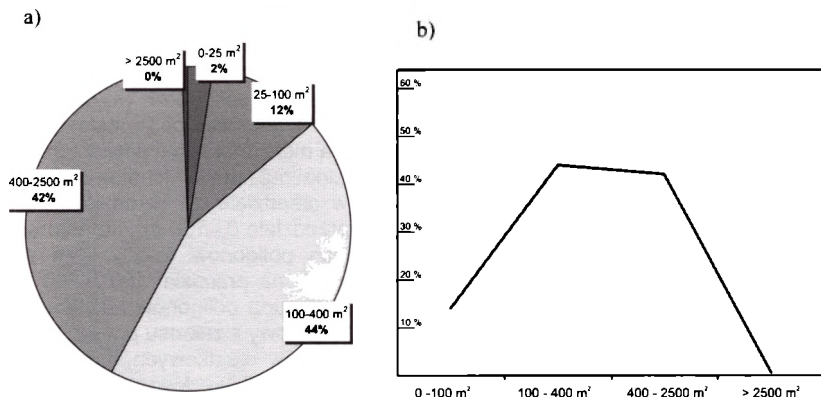 a)
> 2500 m²
0%
0-25 m²
2%
25-100 m²
12%
400-2500 m²
42%
100-400 m²
44%
b)
60 %
50 %
40 %
30 %
20 %
10 %
0 -100 m²
100 - 400 m²
400 - 2500 m²
> 2500 m²